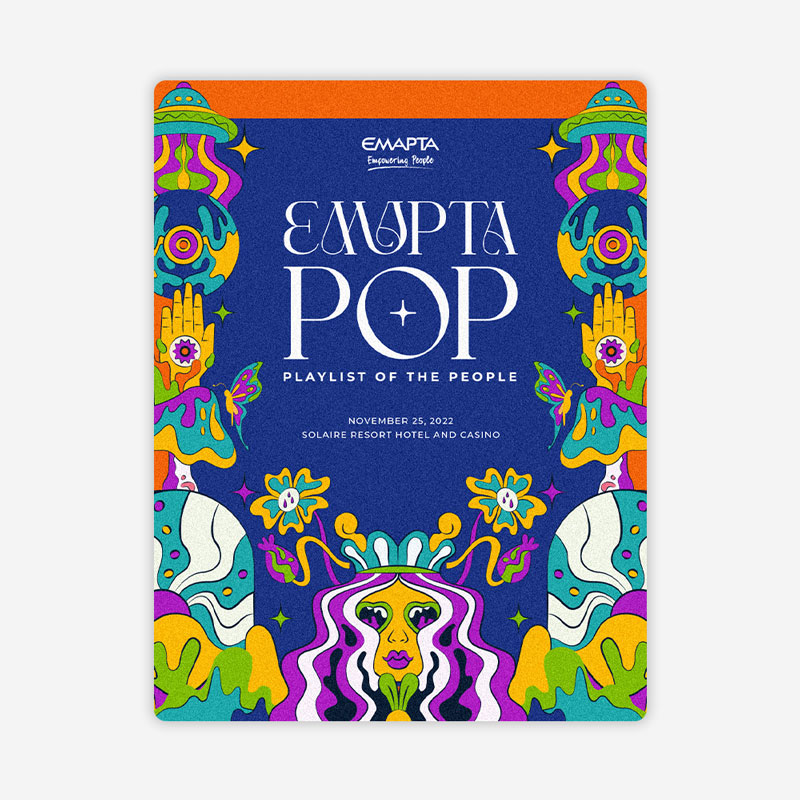 EMAPTA
Empowering People
EMAPTA
POP
PLAYLIST OF THE PEOPLE
NOVEMBER 25, 2022
SOLAIRE RESORT HOTEL AND CASINO